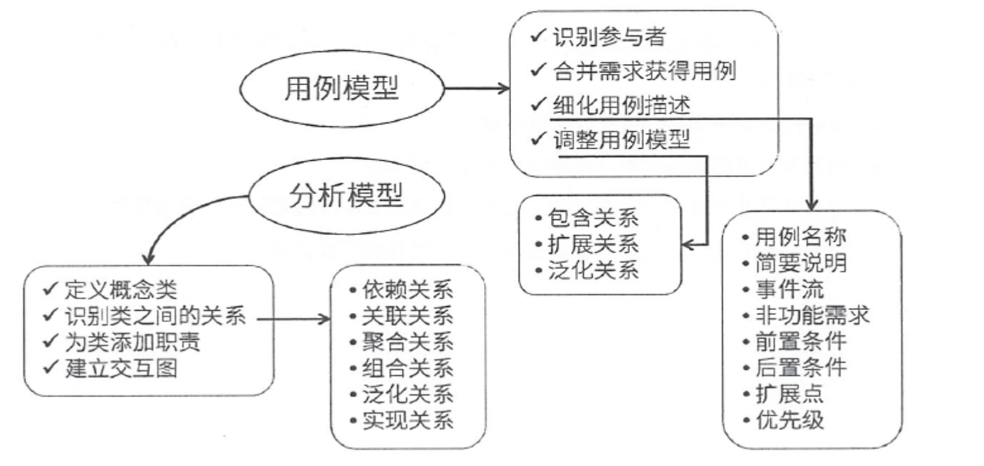 用例模型
✓ 识别参与者
✓ 合并需求获得用例
✓ 细化用例描述
✓ 调整用例模型
分析模型
• 包含关系
• 扩展关系
• 泛化关系
• 用例名称
• 简要说明
• 事件流
• 非功能需求
• 前置条件
• 后置条件
• 扩展点
• 优先级
✓ 定义概念类
✓ 识别类之间的关系
✓ 为类添加职责
✓ 建立交互图
• 依赖关系
• 关联关系
• 聚合关系
• 组合关系
• 泛化关系
• 实现关系